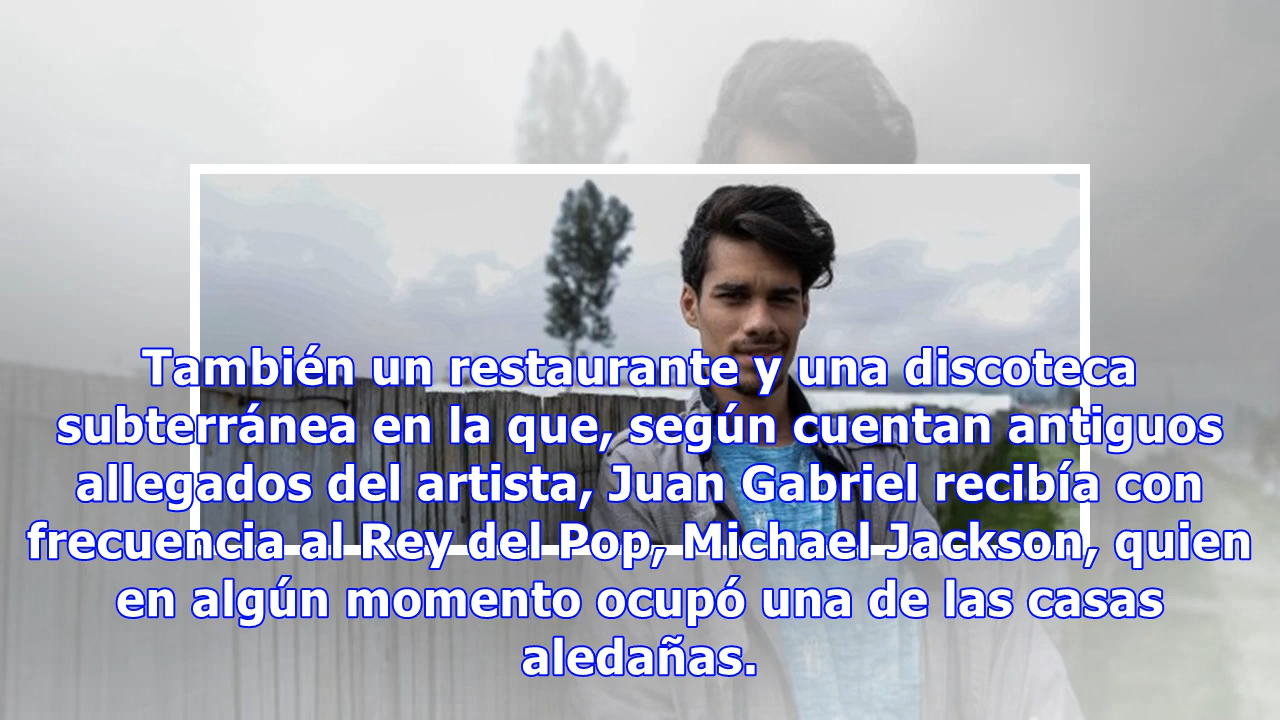 También un restaurante y una discoteca
subterránea en la que, según cuentan antiguos
allegados del artista, Juan Gabriel recibía con
frecuencia al Rey del Pop, Michael Jackson, quien
en algún momento ocupó una de las casas
aledañas.